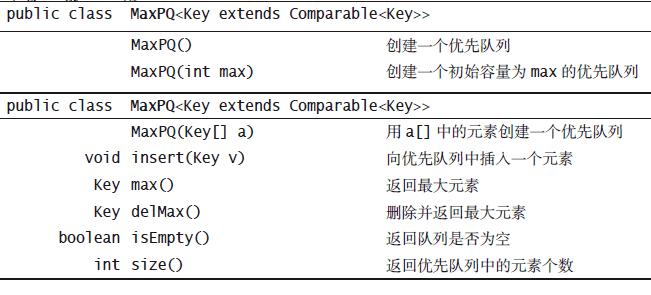 public class MaxPQ<Key extends Comparable<Key>>
MaxPQ() 创建一个优先队列
MaxPQ(int max) 创建一个初始容量为 max 的优先队列
public class MaxPQ<Key extends Comparable<Key>>
MaxPQ(Key[] a) 用 a[] 中的元素创建一个优先队列
void insert(Key v) 向优先队列中插入一个元素
Key max() 返回最大元素
Key delMax() 删除并返回最大元素
boolean isEmpty() 返回队列是否为空
int size() 返回优先队列中的元素个数